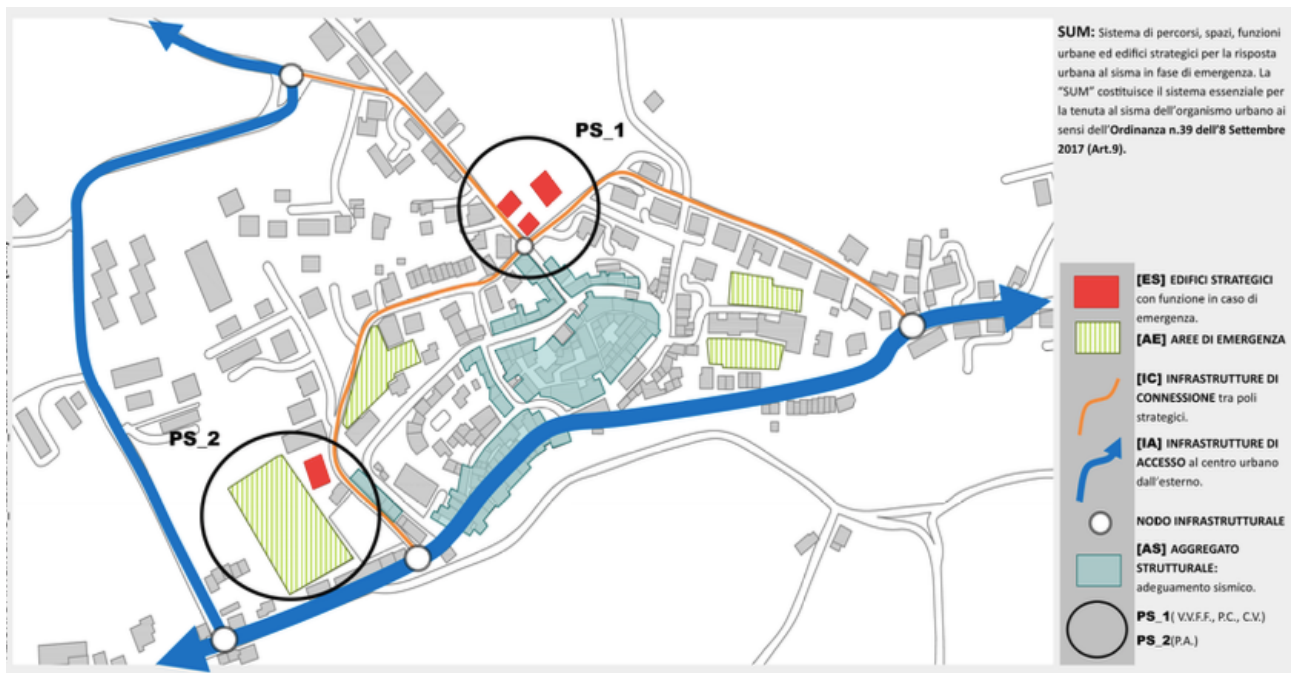 PS_1
PS_2
SUM: Sistema di percorsi, spazi, funzioni
urbane ed edifici strategici per la risposta
urbana al sisma in fase di emergenza. La
"SUM" costituisce il sistema essenziale per
la tenuta al sisma dell'organismo urbano ai
sensi dell'Ordinanza n.39 dell'8 Settembre
2017 (Art.9).
[ES] EDIFICI STRATEGICI
con funzione in caso di
emergenza.
[AE] AREE DI EMERGENZA
[IC] INFRASTRUTTURE DI
CONNESSIONE tra poli
strategici.
[IA] INFRASTRUTTURE DI
ACCESSO al centro urbano
dall'esterno.
NODO INFRASTRUTTURALE
[AS] AGGREGATO
STRUTTURALE:
adeguamento sismico.
PS_1( V.V.F.F., P.C., C.V.)
PS_2(P.A.)